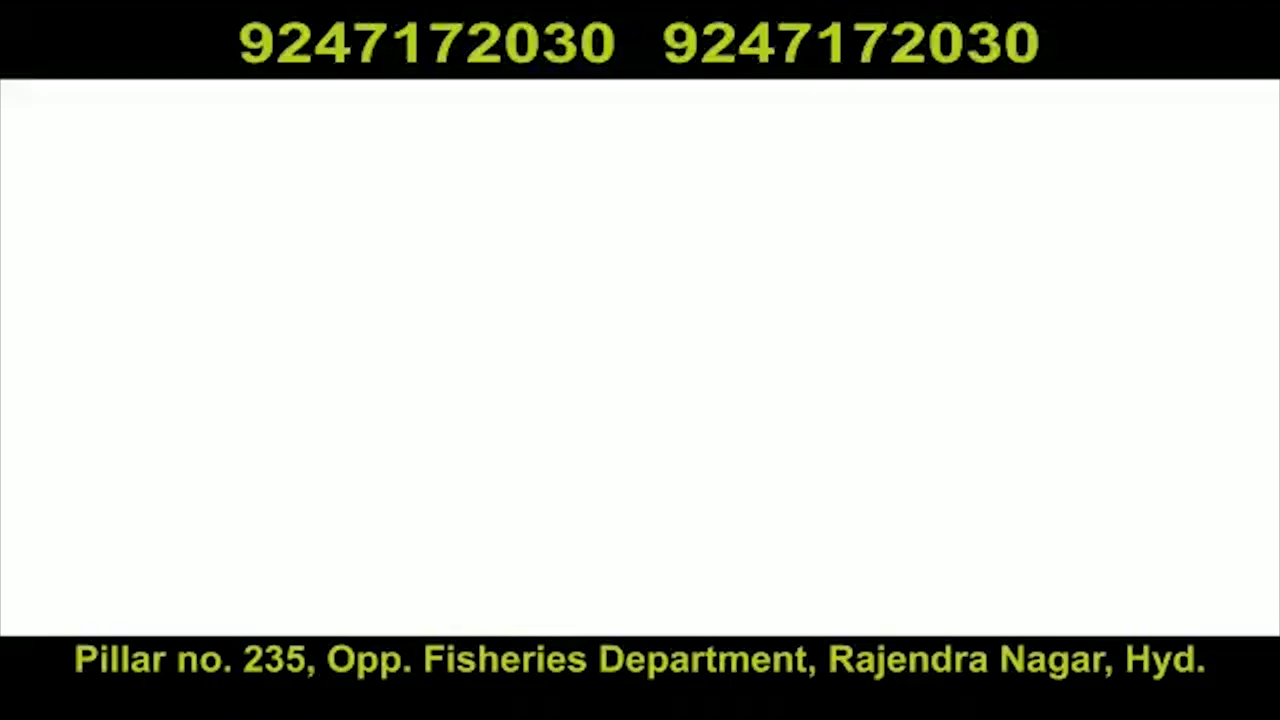 9247172030 9247172030
Pillar no. 235, Opp. Fisheries Department, Rajendra Nagar, Hyd.